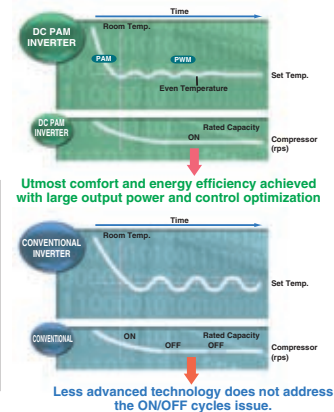 Time
DC PAM
INVERTER
Room Temp.
PAM
PWM
Set Temp.
Even Temperature
DC PAM
INVERTER
Rated Capacity
ON
Compressor
(rps)
Utmost comfort and energy efficiency achieved
with large output power and control optimization
Time
CONVENTIONAL
INVERTER
Room Temp.
Set Temp.
CONVENTIONAL
ON
OFF
Rated Capacity
OFF
Compressor
(rps)
Less advanced technology does not address
the ON/OFF cycles issue.